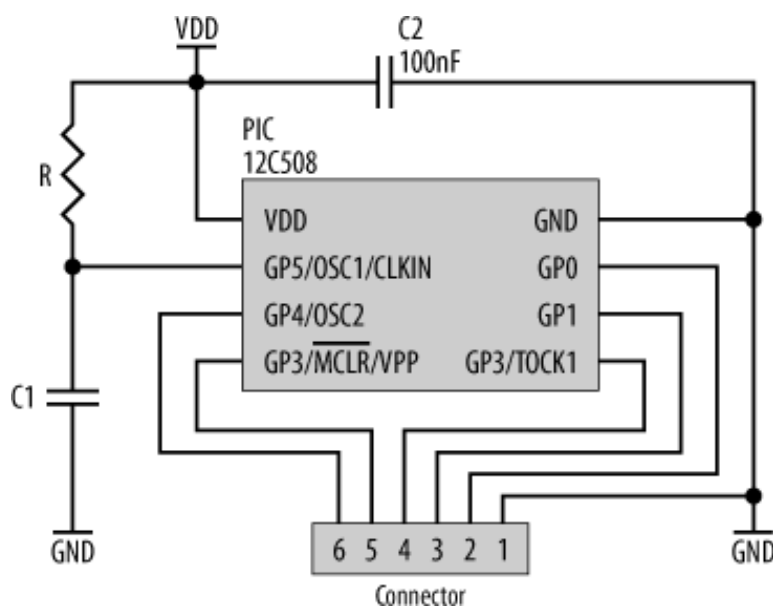 VDD
C2
100nF
PIC
12C508
R
VDD
GND
GP5/OSC1/CLKIN
GP0
GP4/OSC2
GP1
GP3/MCLR/VPP
GP3/TOCK1
C1
GND
GND
6 5 4 3 2 1
Connector